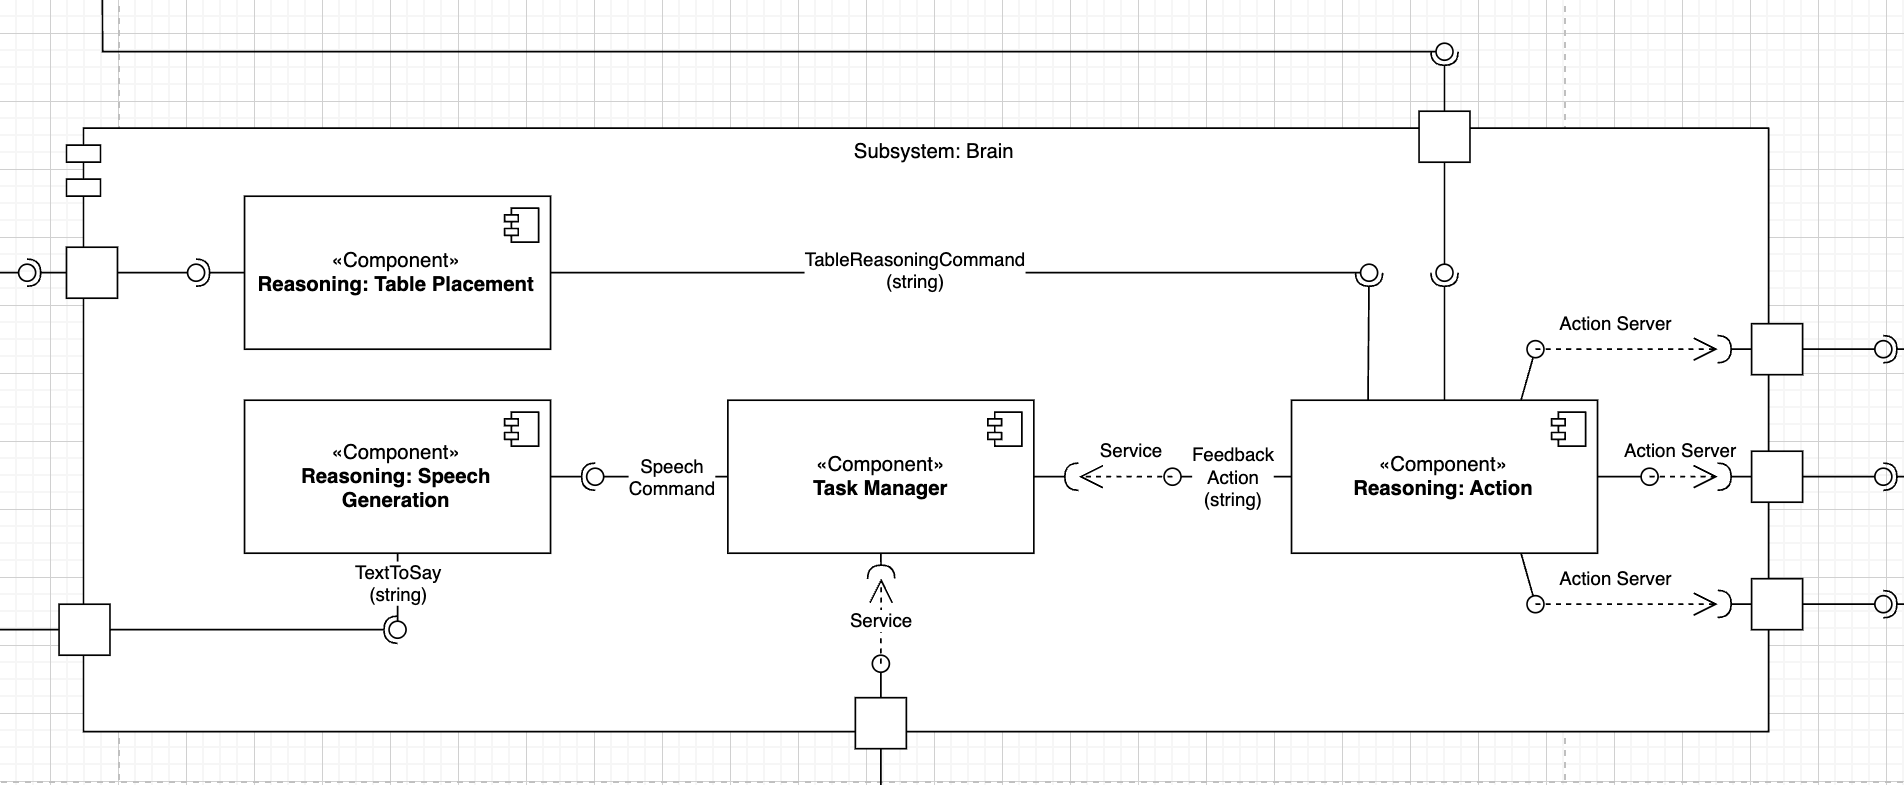 Subsystem: Brain
«Component»
Reasoning: Table Placement
TableReasoningCommand
(string)
Action Server
«Component»
Reasoning: Speech
Generation
Speech
Command
«Component»
Task Manager
Service
Feedback
Action
(string)
«Component»
Reasoning: Action
Action Server
TextToSay
(string)
Service
Action Server